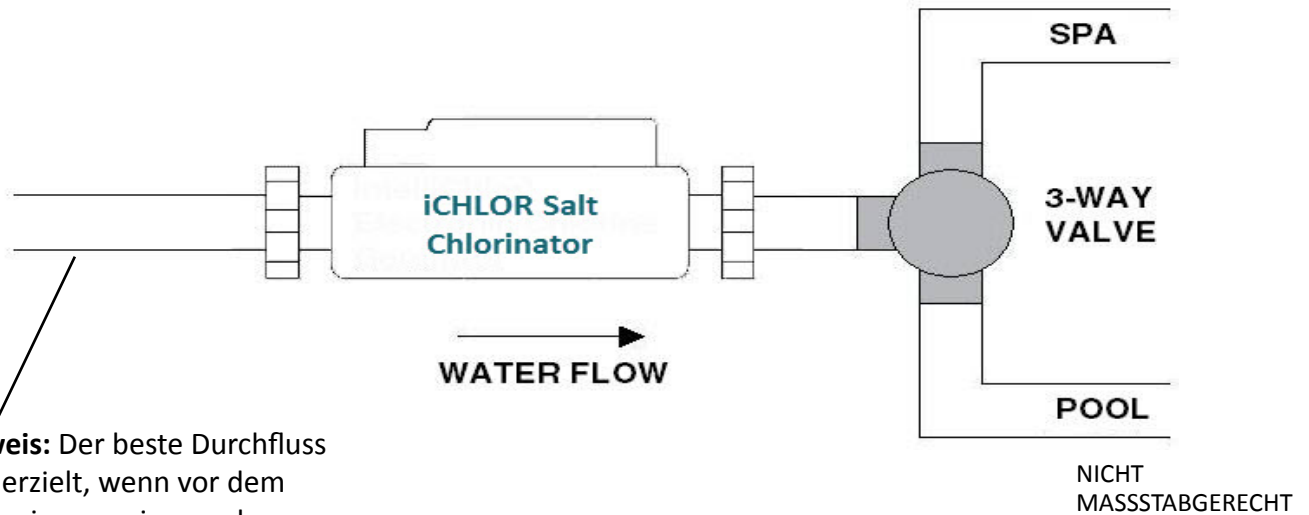 SPA
iCHLOR Salt
Chlorinator
3-WAY
VALVE
WATER FLOW
POOL
Der beste Durchfluss
erzielt, wenn vor dem
NICHT
MASSSTABGERECHT